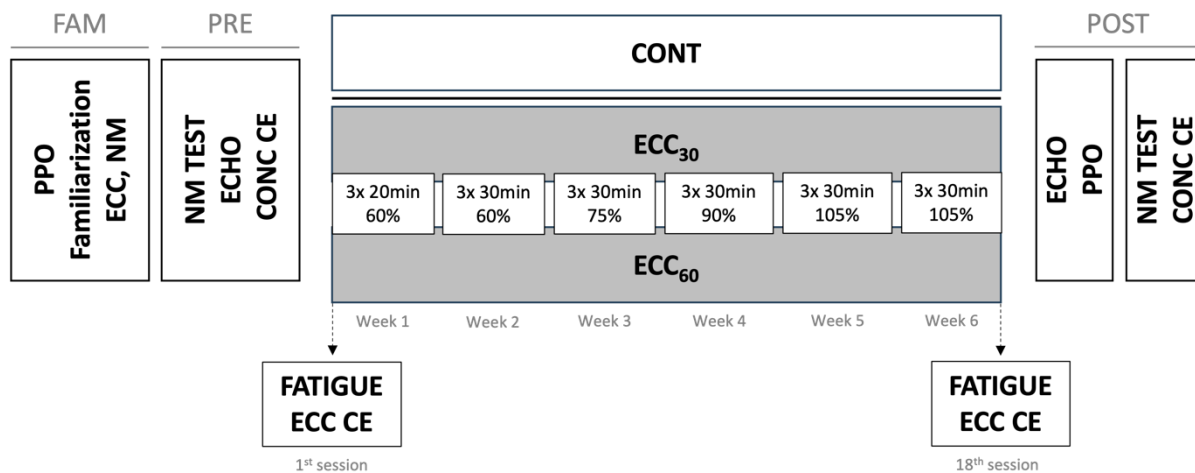 FAM
PPO
Familiarization
ECC, NM
PRE
NM TEST
ECHO
CONC CE
CONT
ECC₃₀
3x 20min
60%
3x 30min
60%
3x 30min
75%
3x 30min
90%
3x 30min
105%
3x 30min
105%
ECC₆₀
Week 1
Week 2
Week 3
Week 4
Week 5
Week 6
FATIGUE
ECC CE
1st session
FATIGUE
ECC CE
18th session
POST
ECHO
PPO
NM TEST
CONC CE